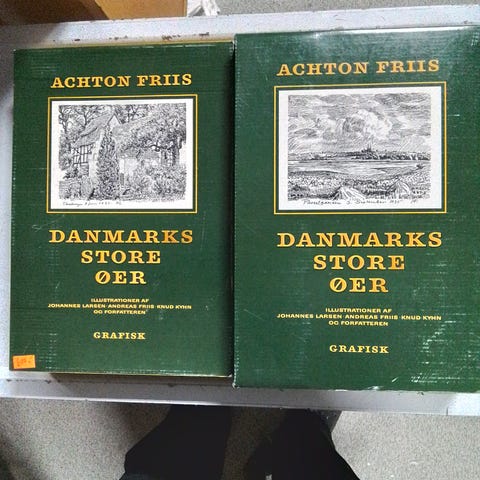 ACHTON FRIIS
DANMARKS
STORE
ØER
ILLUSTRATIONER AF
JOHANNES LARSEN·ANDREAS FRIIS·KNUD KYHN
OG FORFATTEREN
GRAFISK
ACHTON FRIIS
DANMARKS
STORE
ØER
ILLUSTRATIONER AF
JOHANNES LARSEN·ANDREAS FRIIS·KNUD KYHN
OG FORFATTEREN
GRAFISK